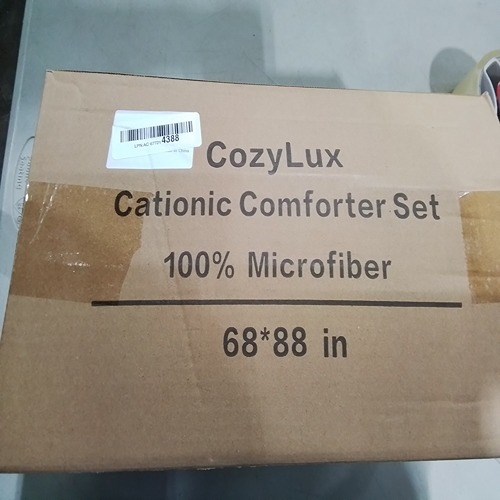 4388
CozyLux
Cationic Comforter Set
100% Microfiber
68*88 in